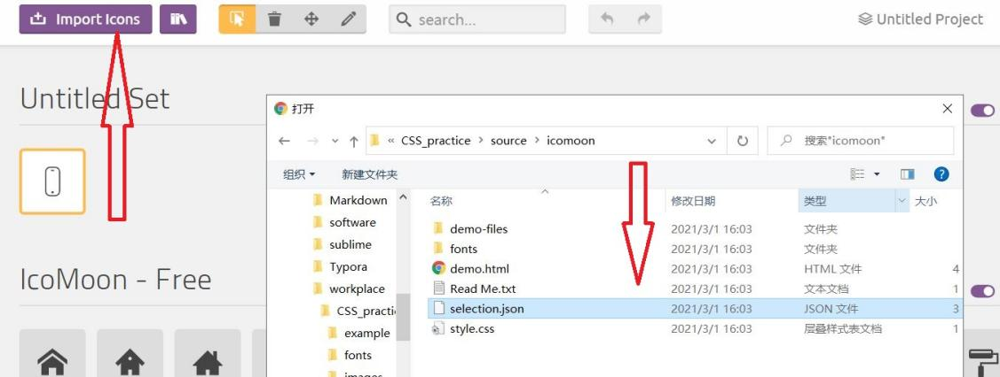 Import Icons
search...
Untitled Project
Untitled Set
打开
« CSS_practice > source > icomoon
搜索"icomoon"
组织 新建文件夹
名称 修改日期 类型 大小
Markdown
software
sublime
Typora
workplace
CSS_practi
example
fonts
demo-files 2021/3/1 16:03 文件夹
fonts 2021/3/1 16:03 文件夹
demo.html 2021/3/1 16:03 HTML 文件 4
Read Me.txt 2021/3/1 16:03 文本文档 1
selection.json 2021/3/1 16:03 JSON 文件 3
style.css 2021/3/1 16:03 层叠样式表文档 1
IcoMoon - Free